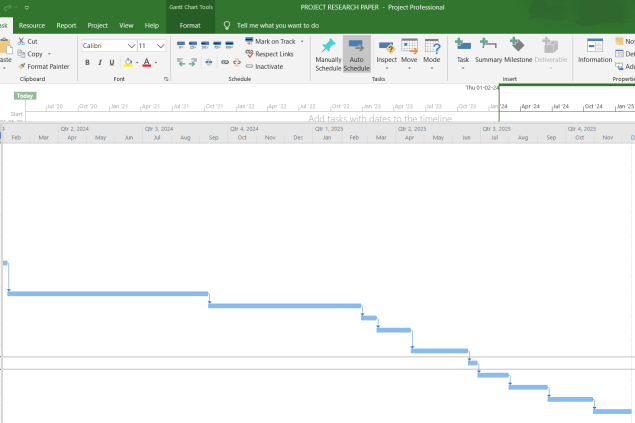 Gantt Chart Tools
PROJECT RESEARCH PAPER - Project Professional
ask Resource Report Project View Help Format Tell me what you want to do
Cut
Copy
Format Painter
aste
Clipboard
Calibri 11
B I U A
Font
Mark on Track
Respect Links
Inactivate
Schedule
Manually Schedule
Auto Schedule
Inspect Move Mode
Tasks
Task Summary Milestone Deliverable
Insert
Information
Not
Det
Add
Properties
Today
Thu 01-02-24
Jul '20 Oct '20 Jan '21 Apr '21 Jul '21 Oct '21 Jan '22 Apr '22 Jul '22 Oct '22 Jan '23 Apr '23 Jul '23 Oct '23 Jan '24 Apr '24 Jul '24 Oct '24 Jan '25
Start
Add tasks with dates to the timeline
Qtr 2, 2024 Qtr 3, 2024 Qtr 4, 2024 Qtr 1, 2025 Qtr 2, 2025 Qtr 3, 2025 Qtr 4, 2025
Feb Mar Apr May Jun Jul Aug Sep Oct Nov Dec Jan Feb Mar Apr May Jun Jul Aug Sep Oct Nov D